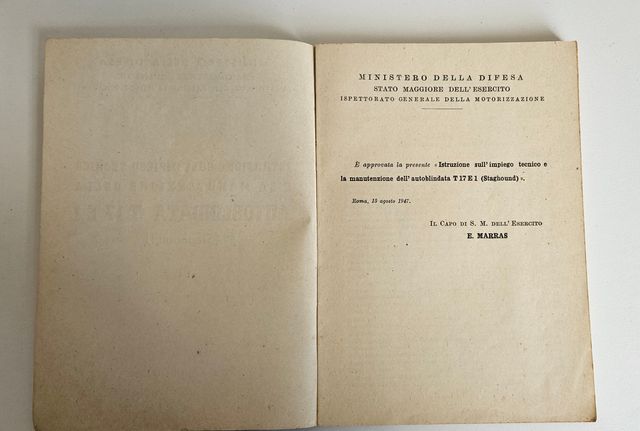 MINISTERO DELLA DIFESA
STATO MAGGIORE DELL'ESERCITO
ISPETTORATO GENERALE DELLA MOTORIZZAZIONE
È approvata la presente «Istruzione sull'impiego tecnico e
la manutenzione dell'autoblindata T 17 E 1 (Staghound)».
Roma, 15 agosto 1947.
IL CAPO DI S. M. DELL'ESERCITO
E. MARRAS